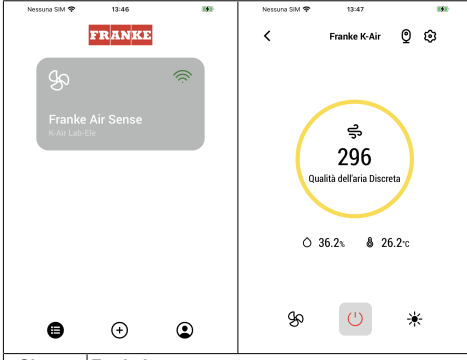 Nessuna SIM 13:46
FRANKE
Franke Air Sense
K-Air Lab-Ele
Nessuna SIM 13:47
Franke K-Air
296
Qualità dell'aria Discreta
36.2% 26.2°C